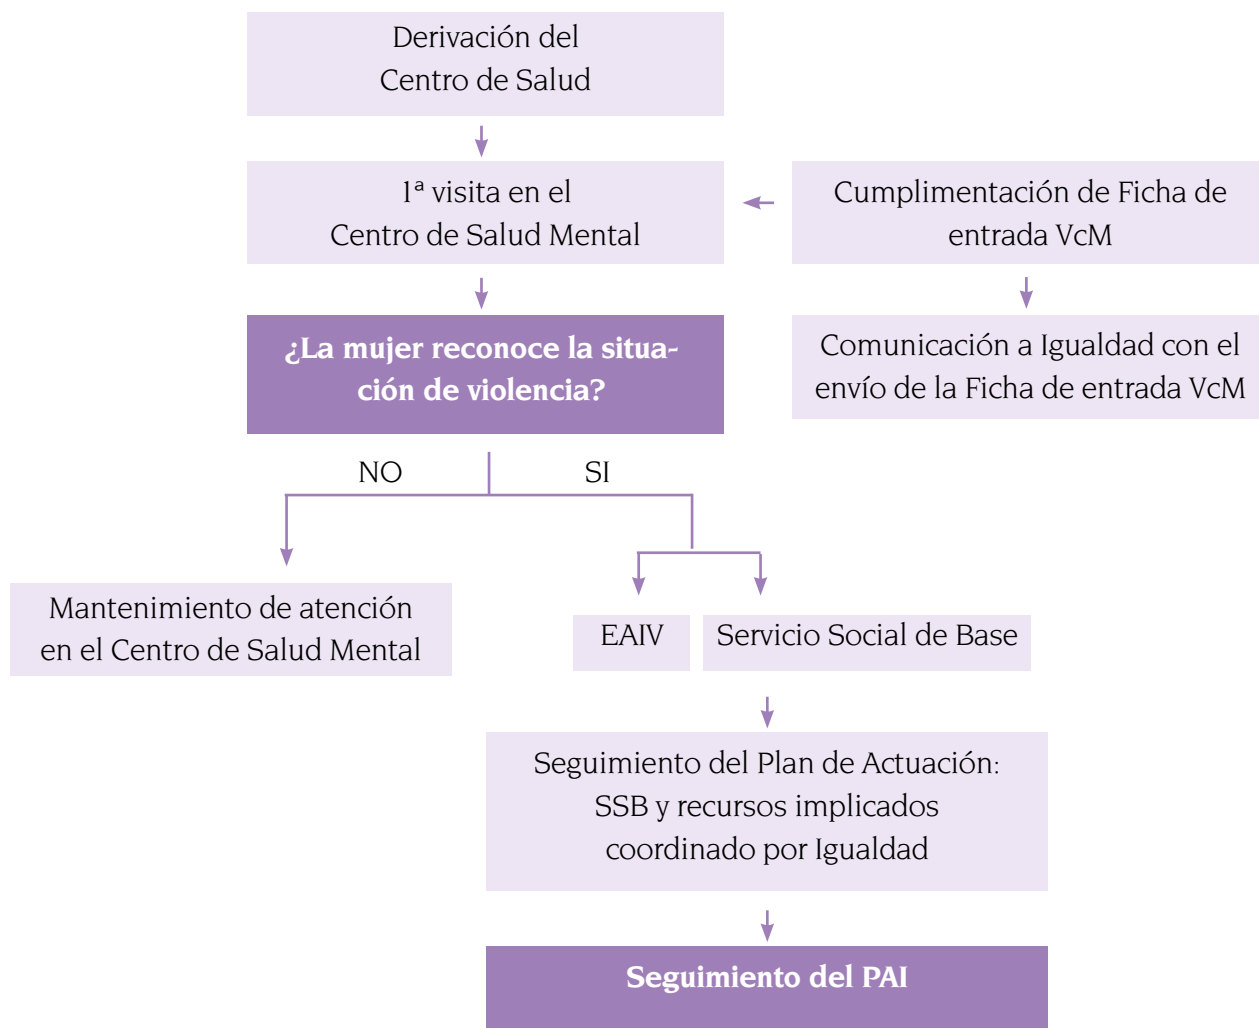 Derivación del
Centro de Salud
1ª visita en el
Centro de Salud Mental
Cumplimentación de Ficha de
entrada VcM
¿La mujer reconoce la situa-
ción de violencia?
Comunicación a Igualdad con el
envío de la Ficha de entrada VcM
NO
SI
Mantenimiento de atención
en el Centro de Salud Mental
EAIV
Servicio Social de Base
Seguimiento del Plan de Actuación:
SSB y recursos implicados
coordinado por Igualdad
Seguimiento del PAI